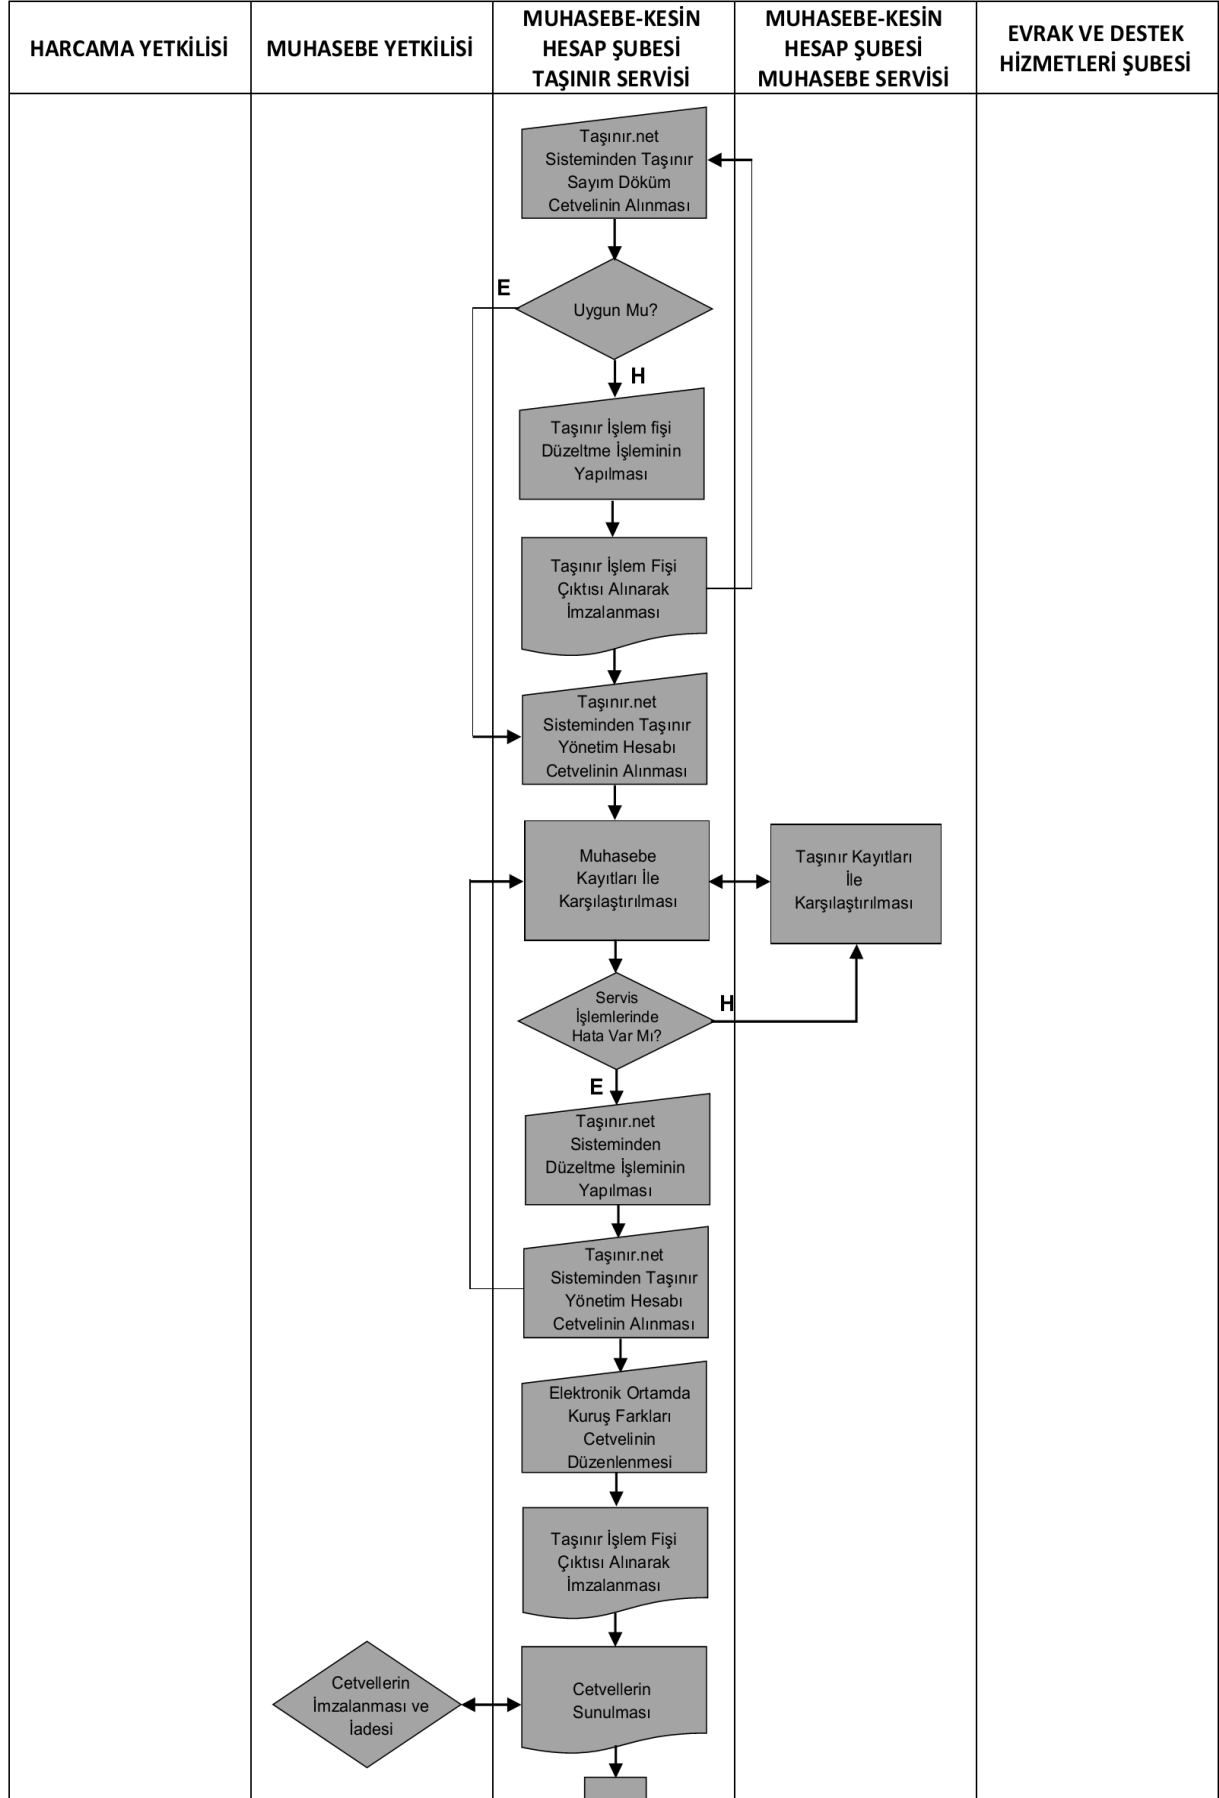 HARCAMA YETKİLİSİ
MUHASEBE YETKİLİSİ
MUHASEBE-KESİN
HESAP ŞUBESİ
TAŞINIR SERVİSİ
MUHASEBE-KESİN
HESAP ŞUBESİ
MUHASEBE SERVİSİ
EVRAK VE DESTEK
HİZMETLERİ ŞUBESİ
Taşınır.net
Sisteminden Taşınır
Sayım Döküm
Cetvelinin Alınması
E
Uygun Mu?
H
Taşınır İşlem fişi
Düzeltme İşleminin
Yapılması
Taşınır İşlem Fişi
Çıktısı Alınarak
İmzalanması
Taşınır.net
Sisteminden Taşınır
Yönetim Hesabı
Cetvelinin Alınması
Muhasebe
Kayıtları İle
Karşılaştırılması
Taşınır Kayıtları
İle
Karşılaştırılması
Servis
İşlemlerinde
Hata Var Mı?
H
E
Taşınır.net
Sisteminden
Düzeltme İşleminin
Yapılması
Taşınır.net
Sisteminden Taşınır
Yönetim Hesabı
Cetvelinin Alınması
Elektronik Ortamda
Kuruş Farkları
Cetvelinin
Düzenlenmesi
Taşınır İşlem Fişi
Çıktısı Alınarak
İmzalanması
Cetvellerin
İmzalanması ve
İadesi
Cetvellerin
Sunulması